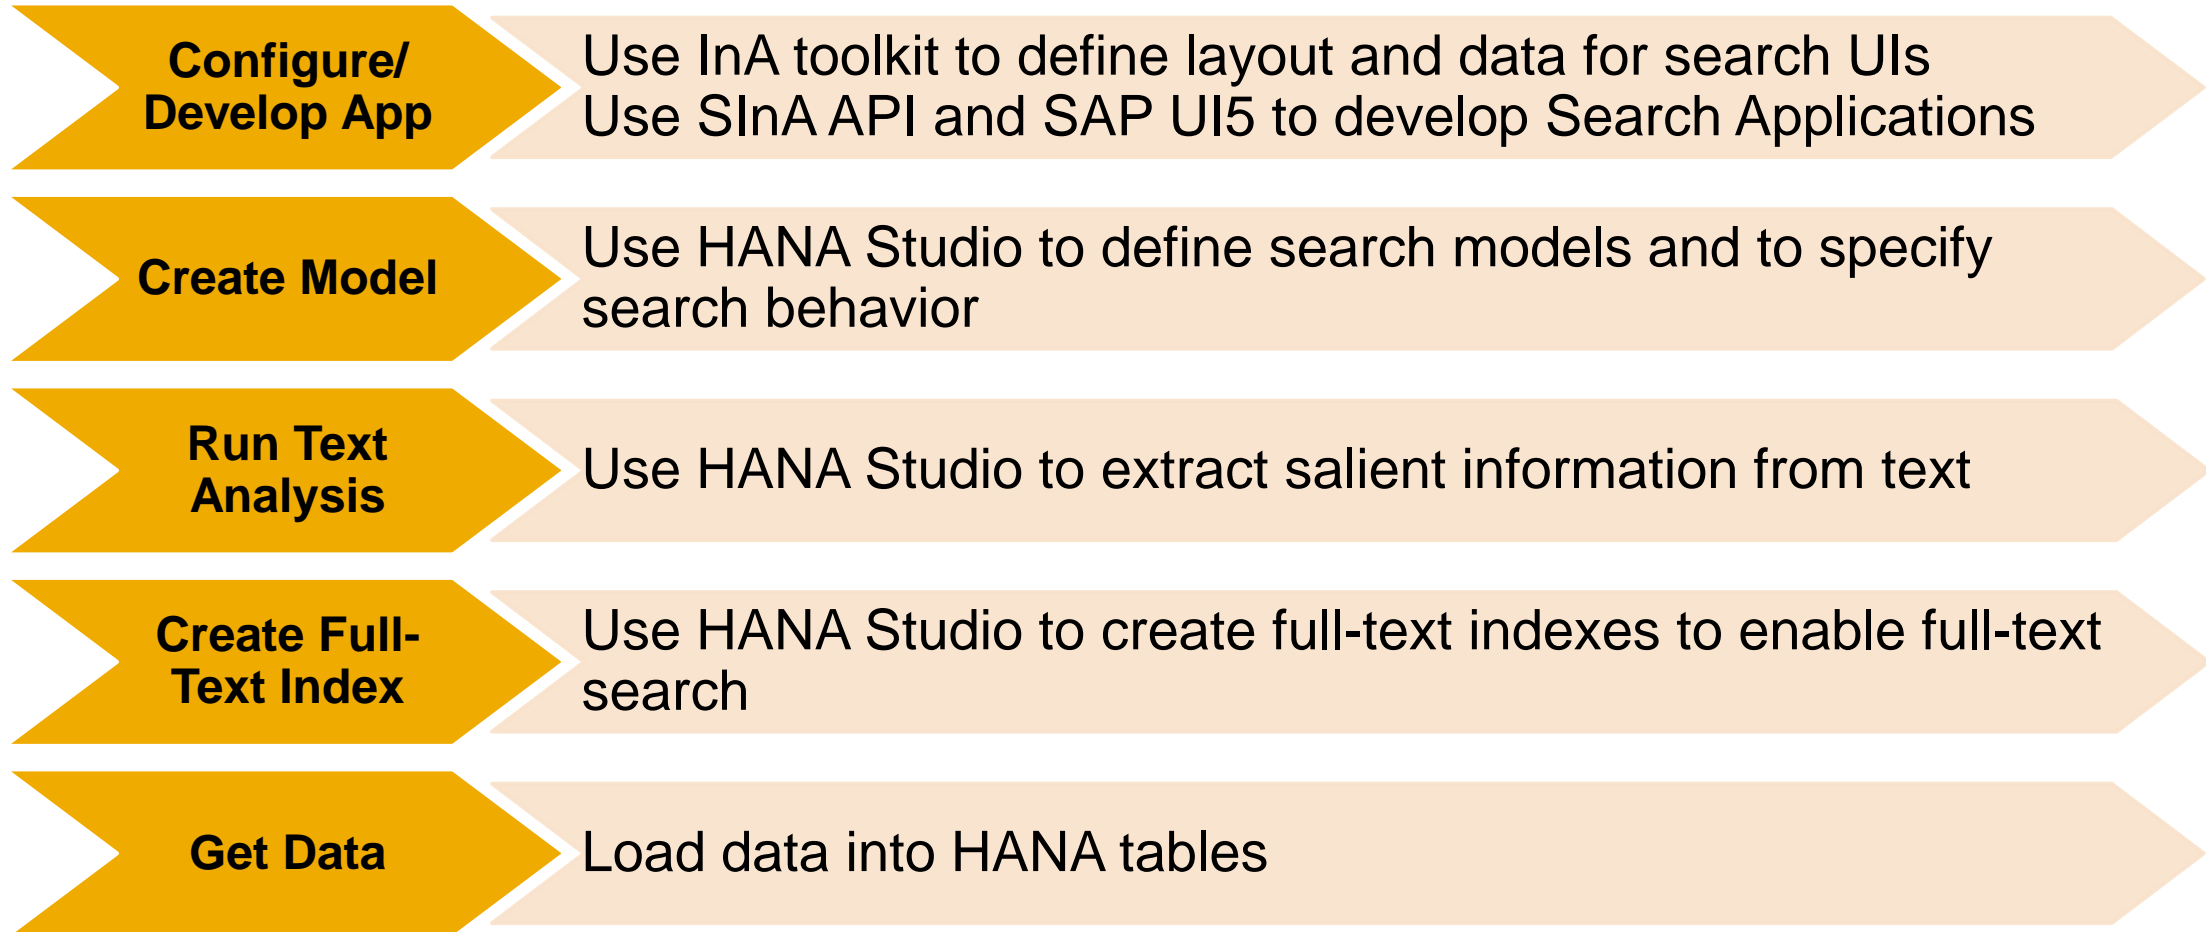 Configure/
Develop App
Use InA toolkit to define layout and data for search UIs
Use SInA API and SAP UI5 to develop Search Applications
Create Model
Use HANA Studio to define search models and to specify
search behavior
Run Text
Analysis
Use HANA Studio to extract salient information from text
Create Full-
Text Index
Use HANA Studio to create full-text indexes to enable full-text
search
Get Data
Load data into HANA tables